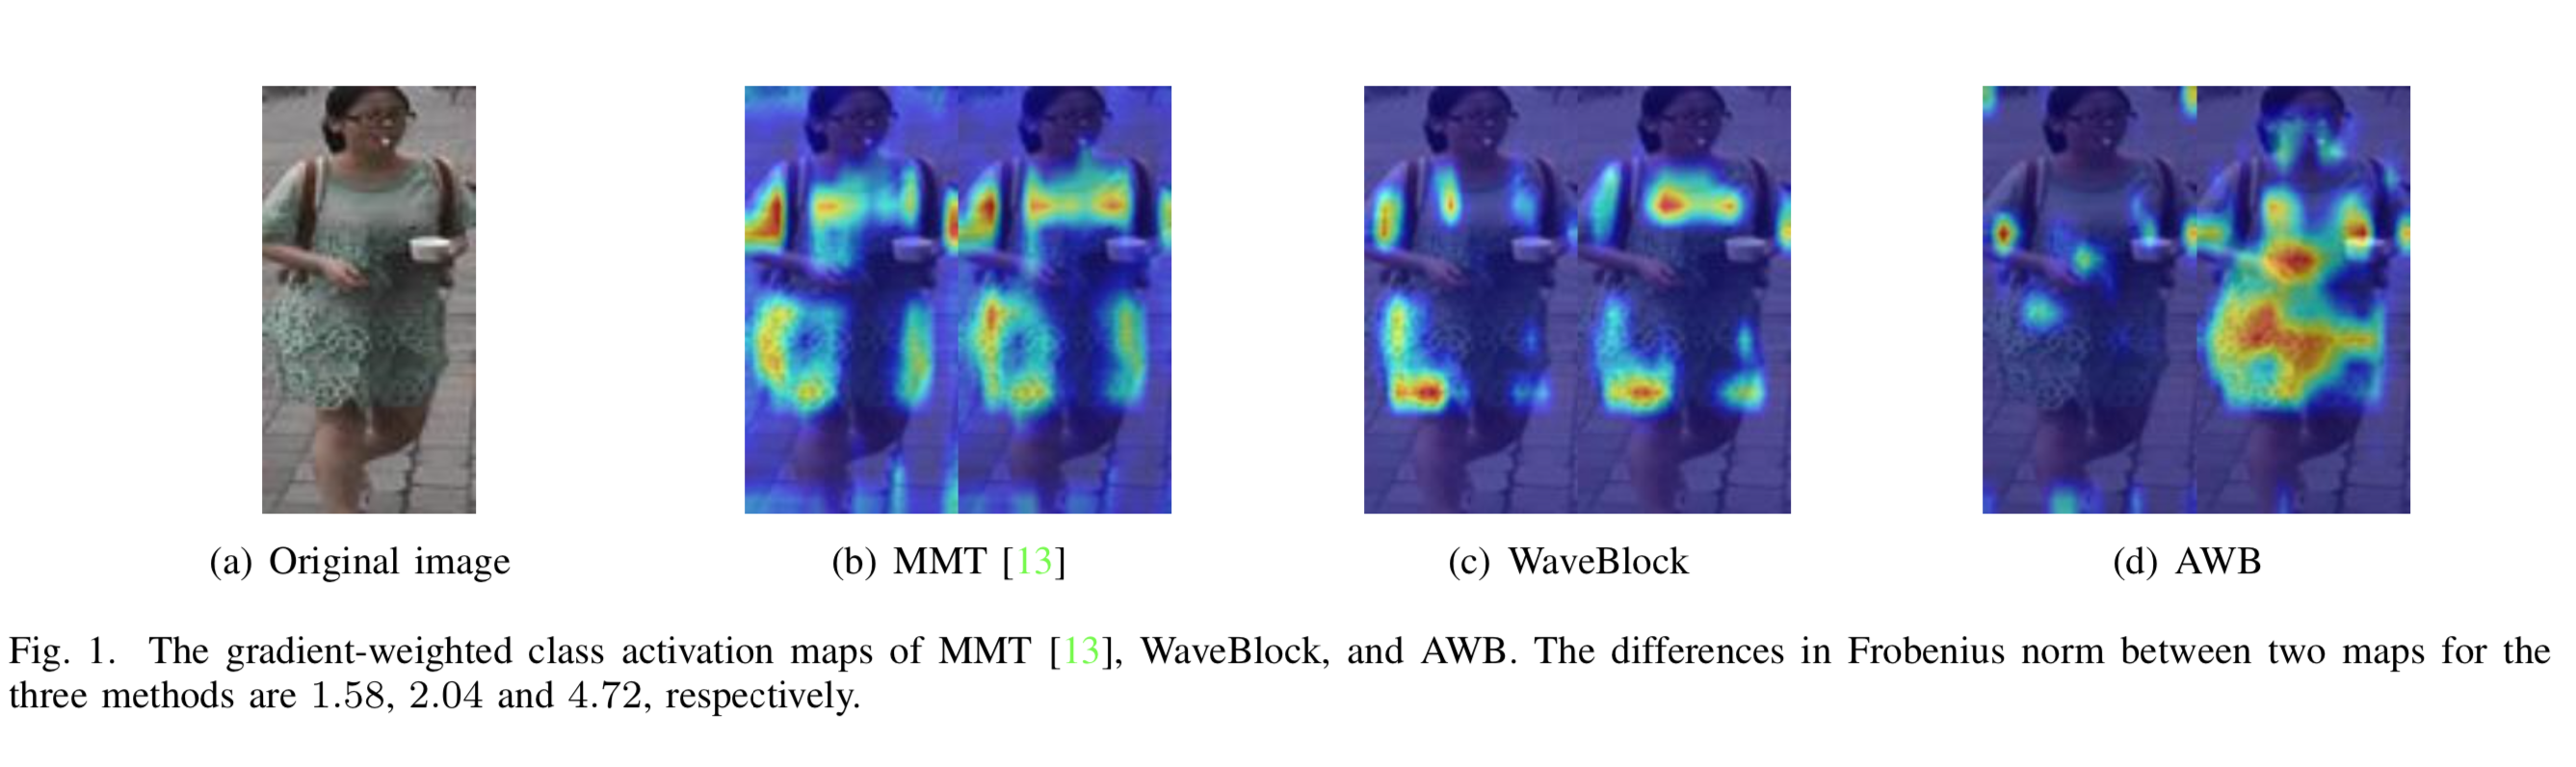 (a) Original image
(b) MMT [13]
(c) WaveBlock
(d) AWB
Fig. 1. The gradient-weighted class activation maps of MMT [13], WaveBlock, and AWB. The differences in Frobenius norm between two maps for the
three methods are 1.58, 2.04 and 4.72, respectively.